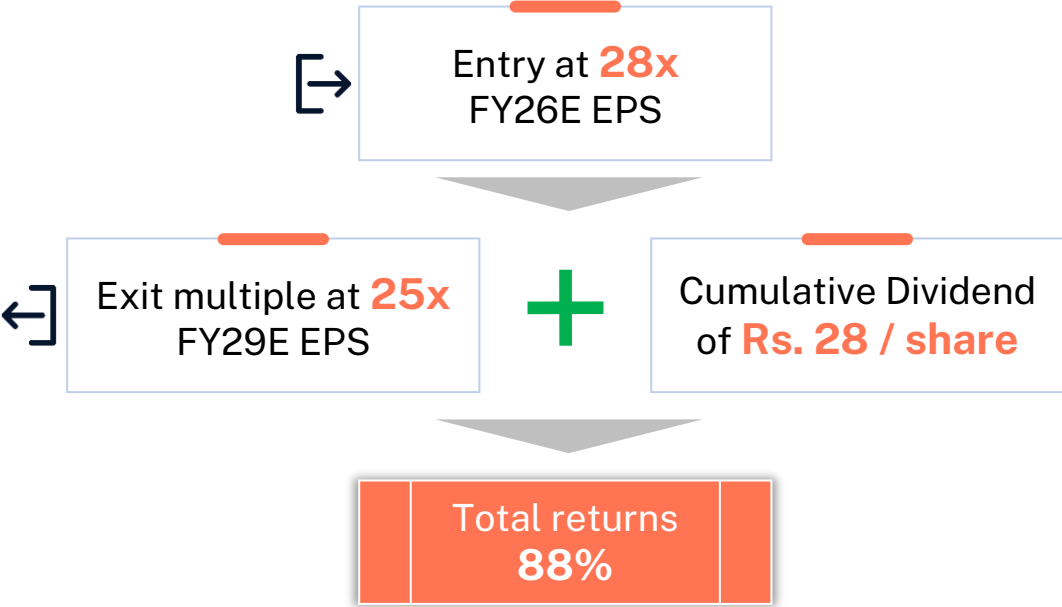 Entry at 28x
FY26E EPS
Exit multiple at 25x
FY29E EPS
Cumulative Dividend
of Rs. 28 / share
Total returns
88%